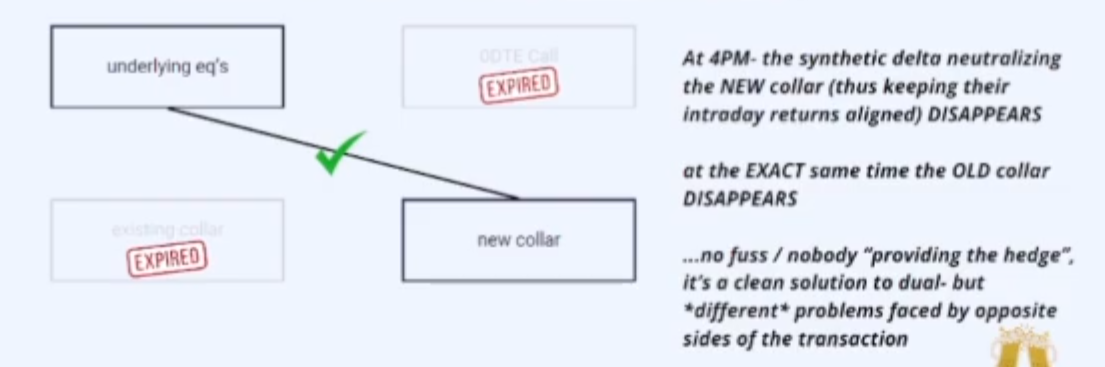 underlying eq's
0DTE Call
EXPIRED
existing collar
EXPIRED
new collar
At 4PM- the synthetic delta neutralizing
the NEW collar (thus keeping their
intraday returns aligned) DISAPPEARS
at the EXACT same time the OLD collar
DISAPPEARS
...no fuss / nobody "providing the hedge",
it's a clean solution to dual- but
*different* problems faced by opposite
sides of the transaction